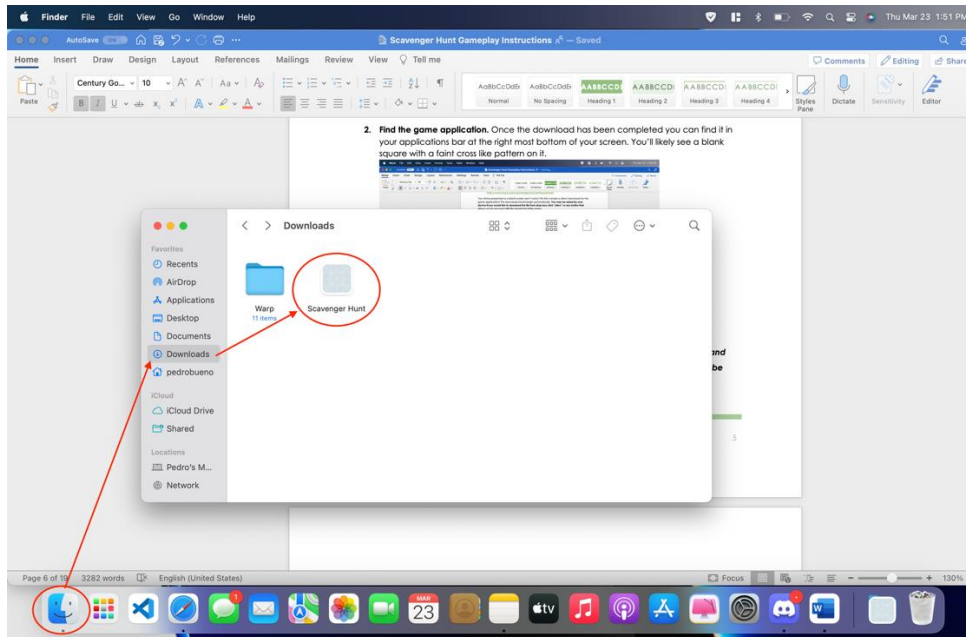 Finder File Edit View Go Window Help Thu Mar 23 1:51 PM
AutoSave Scavenger Hunt Gameplay Instructions — Saved
Home Insert Draw Design Layout References Mailings Review View Tell me Comments Editing Share
Century Go... 10
Paste
AaBbCcDdEe AaBbCcDdEe AABBCCDI AABBCCDI AABBCCDI AABBCCDI
Normal No Spacing Heading 1 Heading 2 Heading 3 Heading 4 Styles Pane Dictate Sensitivity Editor
2. Find the game application. Once the download has been completed you can find it in
your applications bar at the right most bottom of your screen. You'll likely see a blank
square with a faint cross like pattern on it.
Downloads
Favorites
Recents
AirDrop
Applications
Desktop
Documents
Downloads
pedrobueno
iCloud
iCloud Drive
Shared
Locations
Pedro's M...
Network
Warp
11 items
Scavenger Hunt
and
be
5
Page 6 of 19 3282 words English (United States) Focus 130%
MAR
23
tv